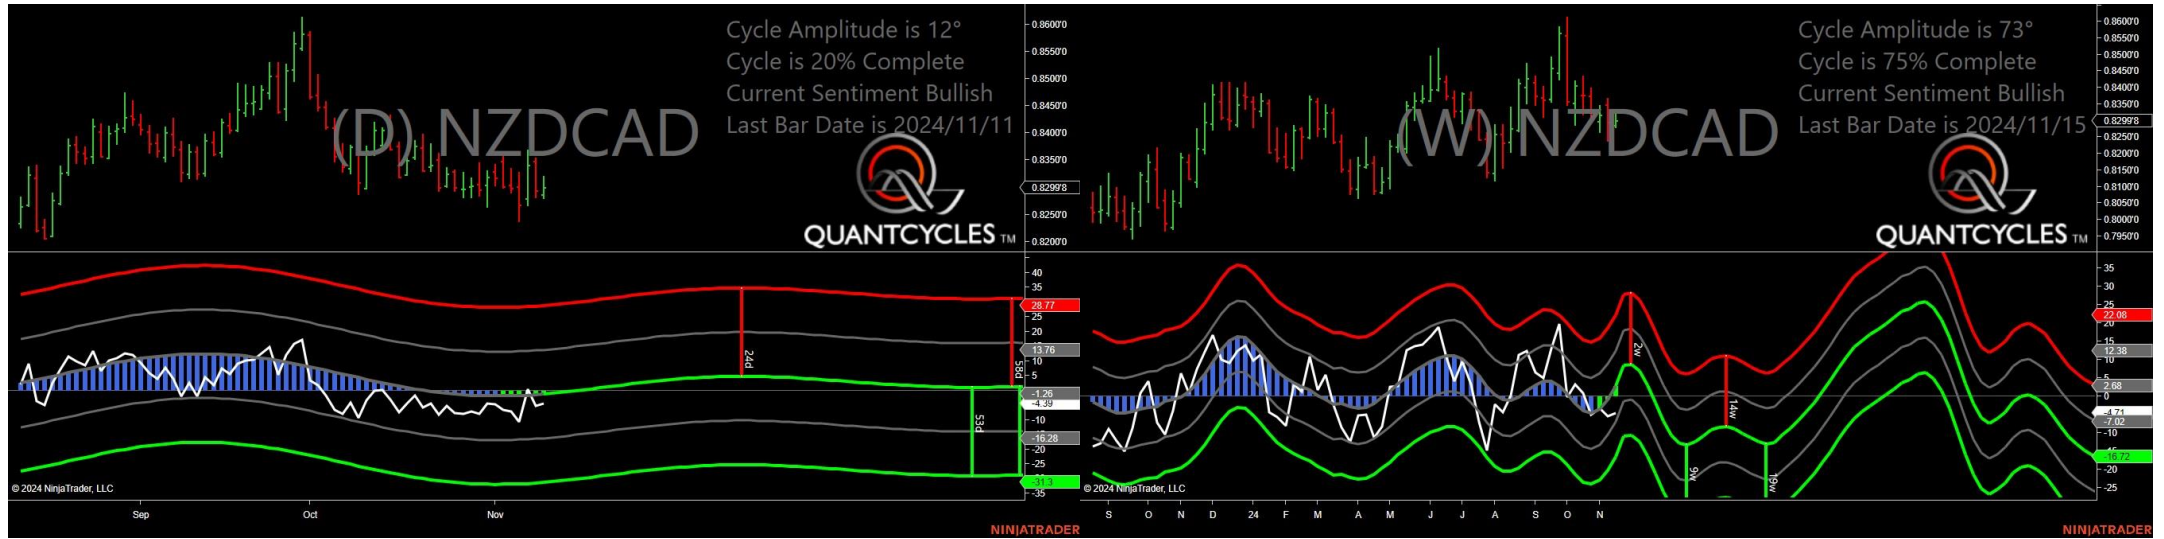 Cycle Amplitude is 12°
Cycle is 20% Complete
Current Sentiment Bullish
Last Bar Date is 2024/11/11
(D) NZDCAD
QUANTCYCLES TM
0.8600'0
0.8550'0
0.8500'0
0.8450'0
0.8400'0
0.8350'0
0.8299'8
0.8250'0
0.8200'0
40
35
28.77
25
20
13.76
10
5
-1.26
-4.39
-10
-16.28
-20
-25
-31.3
-35
24d
58d
53d
© 2024 NinjaTrader, LLC
Sep Oct Nov
NINJATRADER
Cycle Amplitude is 73°
Cycle is 75% Complete
Current Sentiment Bullish
Last Bar Date is 2024/11/15
(W) NZDCAD
QUANTCYCLES TM
0.8600'0
0.8550'0
0.8500'0
0.8450'0
0.8400'0
0.8350'0
0.8299'8
0.8250'0
0.8200'0
0.8150'0
0.8100'0
0.8050'0
0.8000'0
0.7950'0
35
30
25
22.08
20
12.38
10
2.68
0
-4.71
-7.02
-10
-16.72
-20
-25
2w
14w
9w
19w
© 2024 NinjaTrader, LLC
S O N D 24 F M A M J J A S O N
NINJATRADER